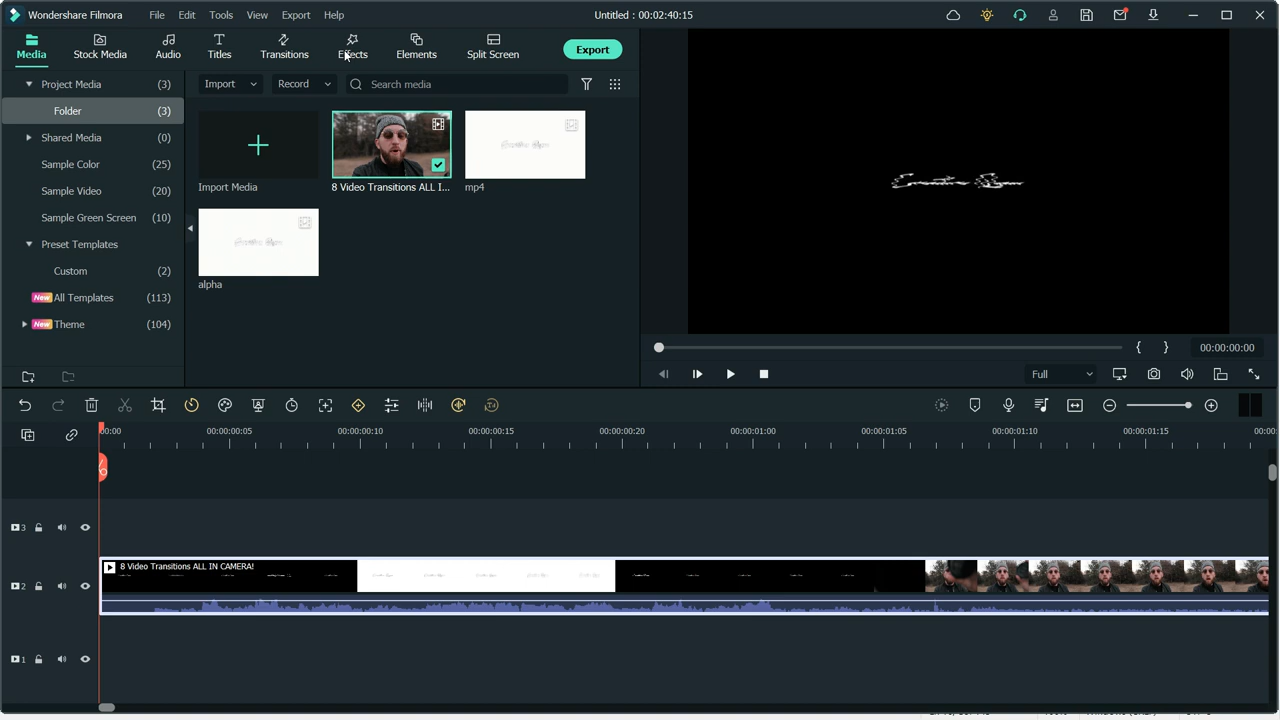 Wondershare Filmora File Edit Tools View Export Help Untitled : 00:02:40:15
Media Stock Media Audio Titles Transitions Effects Elements Split Screen Export
Project Media (3)
Folder (3)
Shared Media (0)
Sample Color (25)
Sample Video (20)
Sample Green Screen (10)
Preset Templates
Custom (2)
New All Templates (113)
New Theme (104)
Import Record Search media
Import Media 8 Video Transitions ALL I... mp4
alpha
{ } 00:00:00:00
Full
00:00 00:00:00:05 00:00:00:10 00:00:00:15 00:00:00:20 00:00:01:00 00:00:01:05 00:00:01:10 00:00:01:15
3
2
8 Video Transitions ALL IN CAMERA!
1